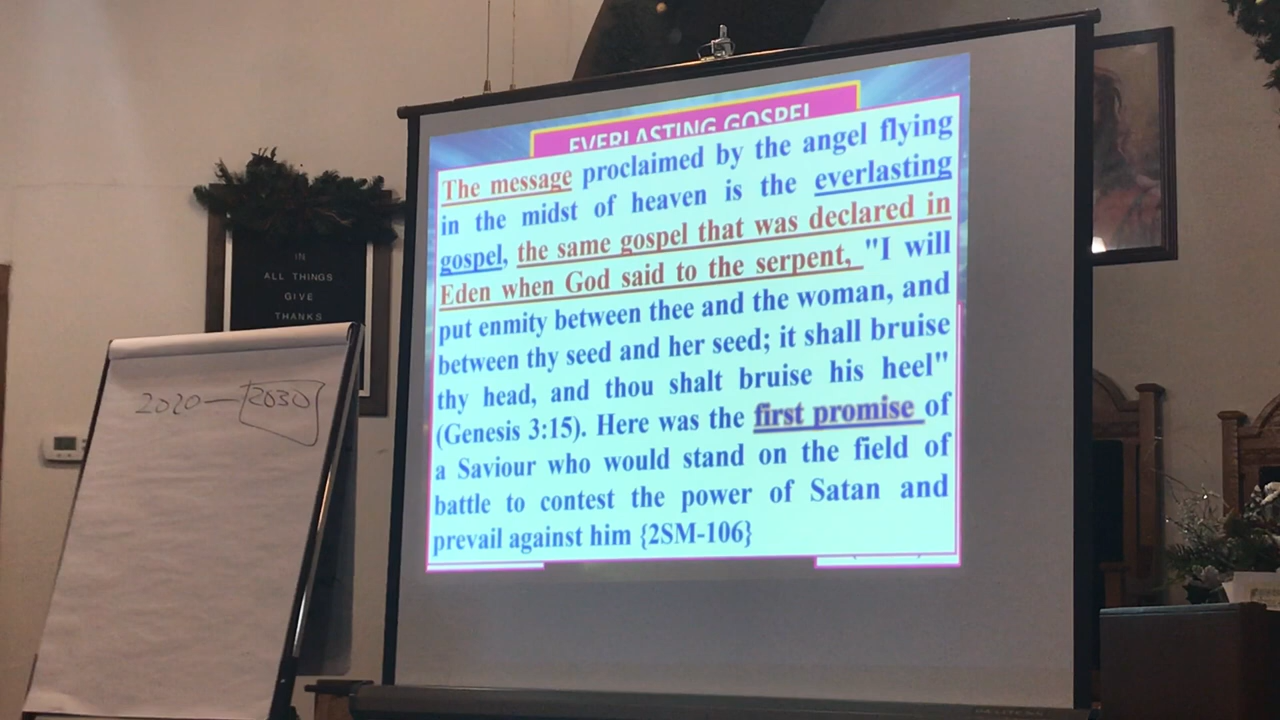 EVERLASTING GOSPEL
The message proclaimed by the angel flying
in the midst of heaven is the everlasting
gospel, the same gospel that was declared in
Eden when God said to the serpent, "I will
put enmity between thee and the woman, and
between thy seed and her seed; it shall bruise
thy head, and thou shalt bruise his heel"
(Genesis 3:15). Here was the first promise of
a Saviour who would stand on the field of
battle to contest the power of Satan and
prevail against him {2SM-106}
IN
ALL THINGS
GIVE
THANKS
2020—2030